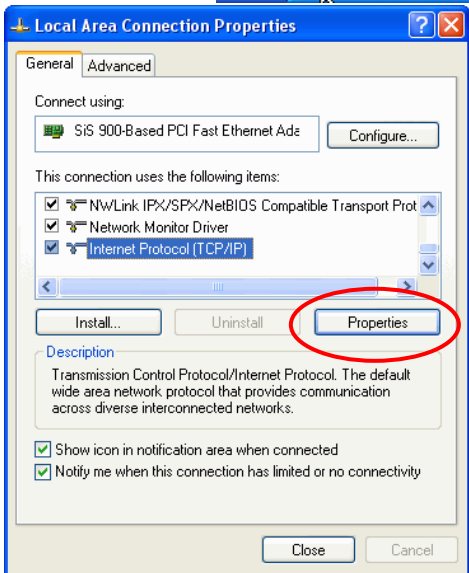 Local Area Connection Properties
General Advanced
Connect using:
SiS 900-Based PCI Fast Ethernet Ada
Configure...
This connection uses the following items:
NWLink IPX/SPX/NetBIOS Compatible Transport Prot
Network Monitor Driver
Internet Protocol (TCP/IP)
Install... Uninstall Properties
Description
Transmission Control Protocol/Internet Protocol. The default
wide area network protocol that provides communication
across diverse interconnected networks.
Show icon in notification area when connected
Notify me when this connection has limited or no connectivity
Close Cancel